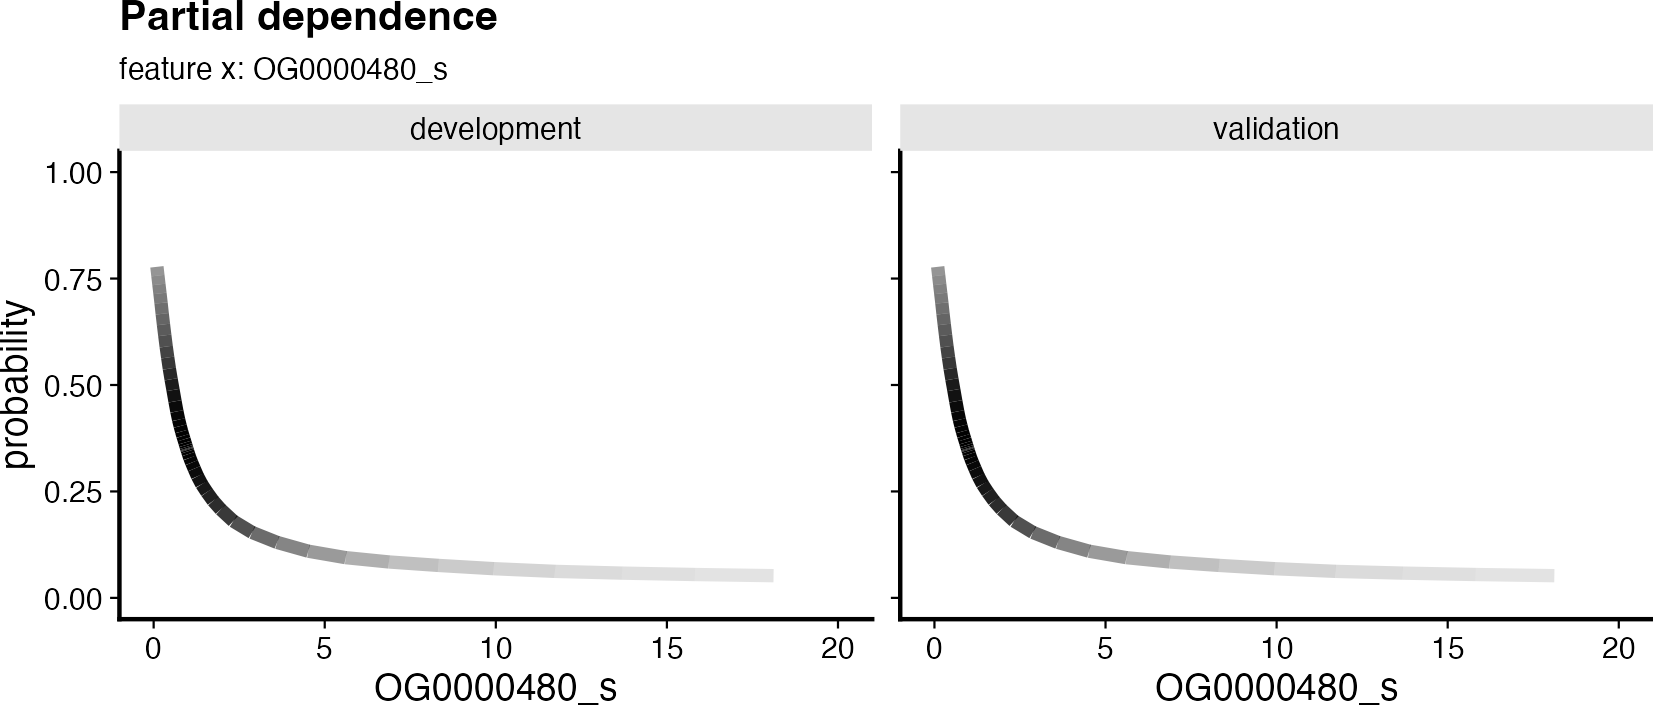 Partial dependence
feature x: OG0000480_s
development
validation
probability
1.00
0.75
0.50
0.25
0.00
0 5 10 15 20
0 5 10 15 20
OG0000480_s
OG0000480_s